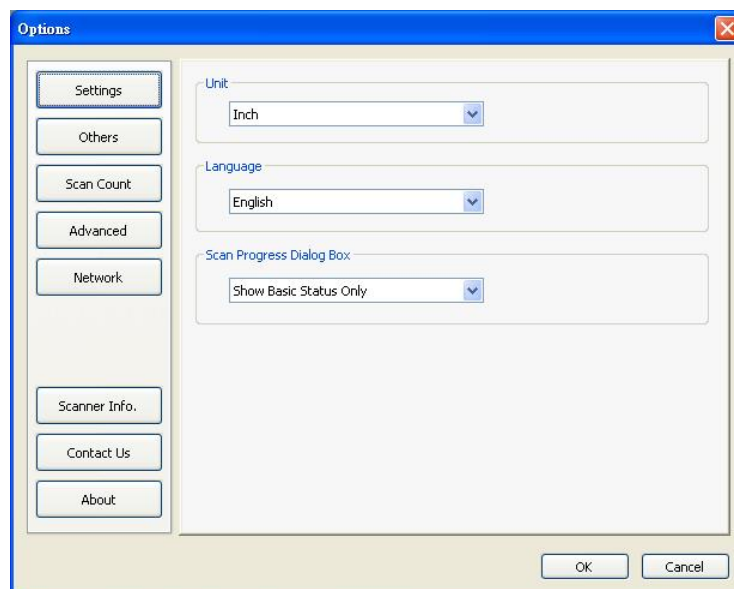 Options
Settings
Others
Scan Count
Advanced
Network
Scanner Info.
Contact Us
About
Unit
Inch
Language
English
Scan Progress Dialog Box
Show Basic Status Only
OK
Cancel